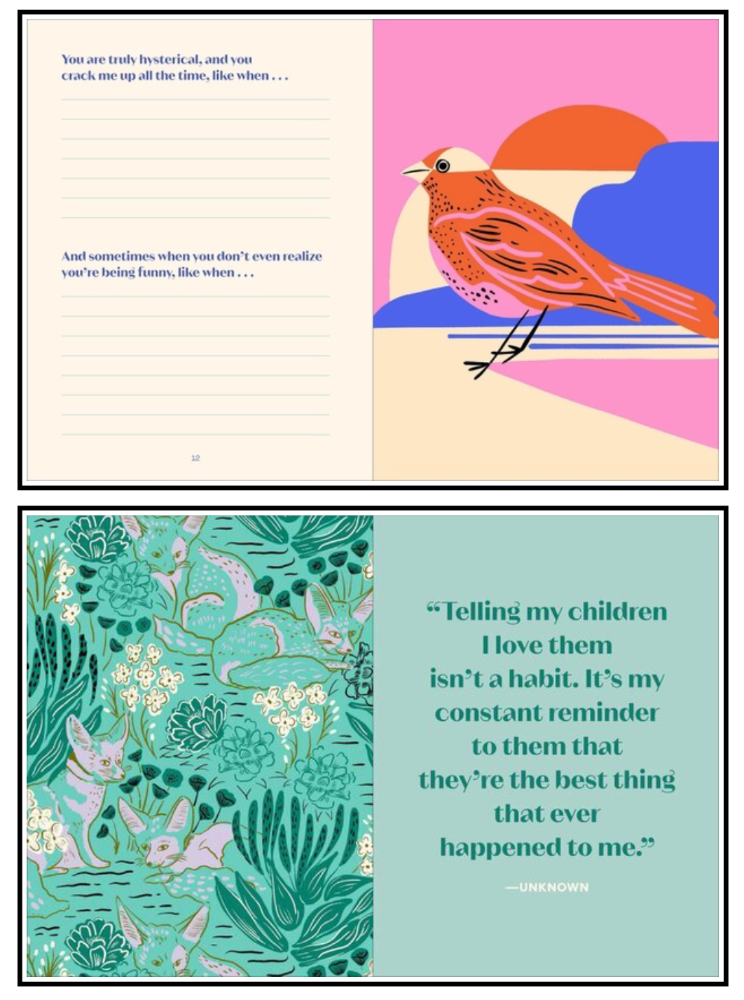 You are truly hysterical, and you
crack me up all the time, like when . . .
And sometimes when you don’t even realize
you’re being funny, like when . . .
12
“Telling my children
I love them
isn’t a habit. It’s my
constant reminder
to them that
they’re the best thing
that ever
happened to me.”
—UNKNOWN